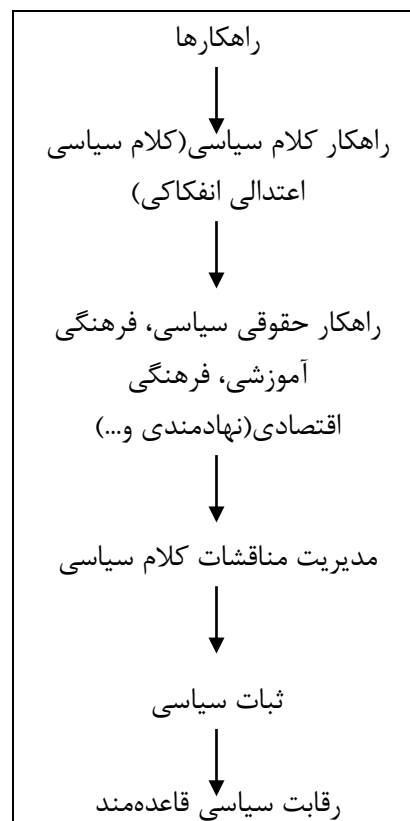 راهکارها
راهکار کلام سیاسی(کلام سیاسی
اعتدالی انفکاکی)
راهکار حقوقی سیاسی، فرهنگی
آموزشی، فرهنگی
اقتصادی(نهادمندی و...)
مدیریت مناقشات کلام سیاسی
ثبات سیاسی
رقابت سیاسی قاعده‌مند